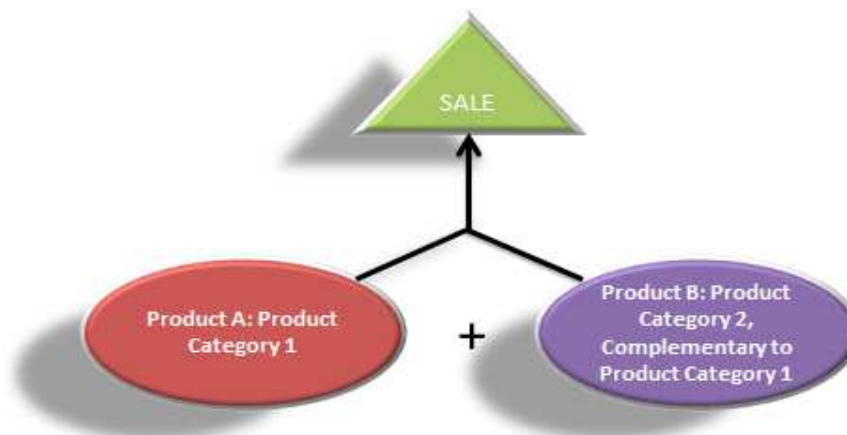 SALE
Product A: Product
Category 1
+
Product B: Product
Category 2,
Complementary to
Product Category 1